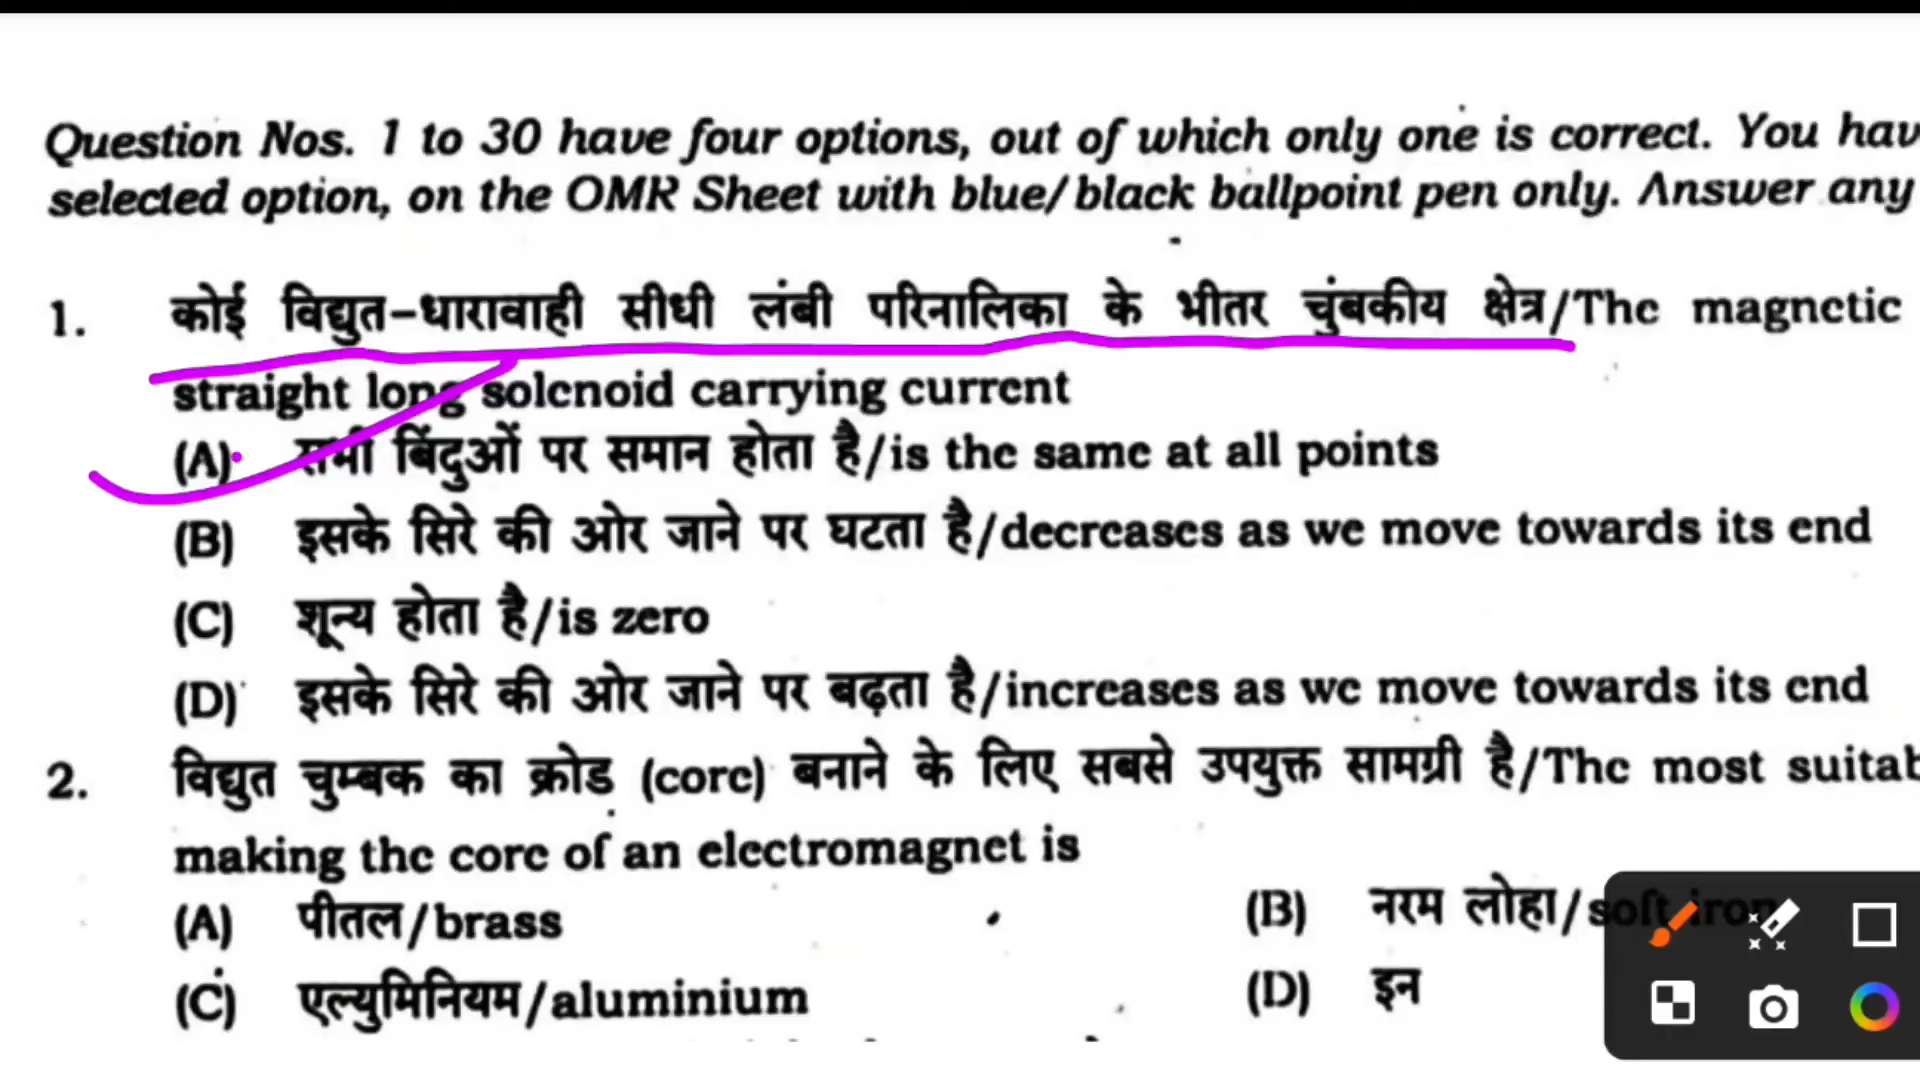 Question Nos. 1 to 30 have four options, out of which only one is correct. You hav
selected option, on the OMR Sheet with blue/black ballpoint pen only. Answer any
1. कोई विद्युत-धारावाही सीधी लंबी परिनालिका के भीतर चुंबकीय क्षेत्र/The magnetic
straight long solenoid carrying current
(A) सभी बिंदुओं पर समान होता है/is the same at all points
(B) इसके सिरे की ओर जाने पर घटता है/decreases as we move towards its end
(C) शून्य होता है/is zero
(D) इसके सिरे की ओर जाने पर बढ़ता है/increases as we move towards its end
2. विद्युत चुम्बक का क्रोड (core) बनाने के लिए सबसे उपयुक्त सामग्री है/The most suitab
making the core of an electromagnet is
(A) पीतल/brass (B) नरम लोहा/soft iron
(C) एल्युमिनियम/aluminium (D) इन